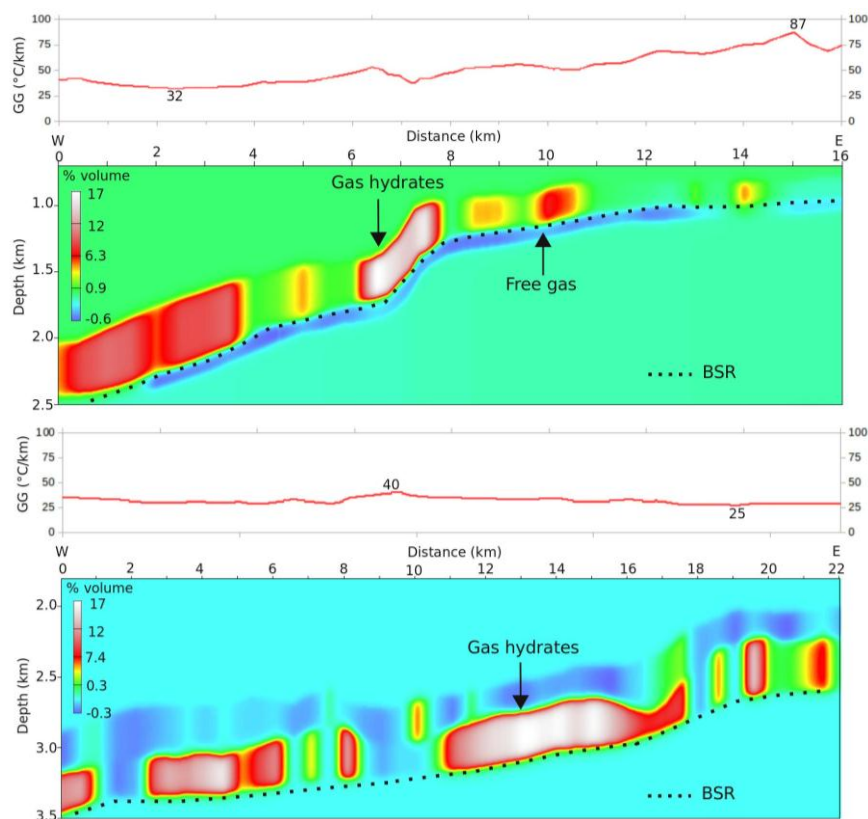 100
75
50
25
0
GG (°C/km)
32
87
100
75
50
25
0
W Distance (km) E
0 2 4 6 8 10 12 14 16
% volume
17
12
6.3
0.9
-0.6
Gas hydrates
Free gas
BSR
1.0
1.5
2.0
2.5
Depth (km)
100
75
50
25
0
GG (°C/km)
40
25
100
75
50
25
0
W Distance (km) E
0 2 4 6 8 10 12 14 16 18 20 22
% volume
17
12
7.4
0.3
-0.3
Gas hydrates
BSR
2.0
2.5
3.0
3.5
Depth (km)